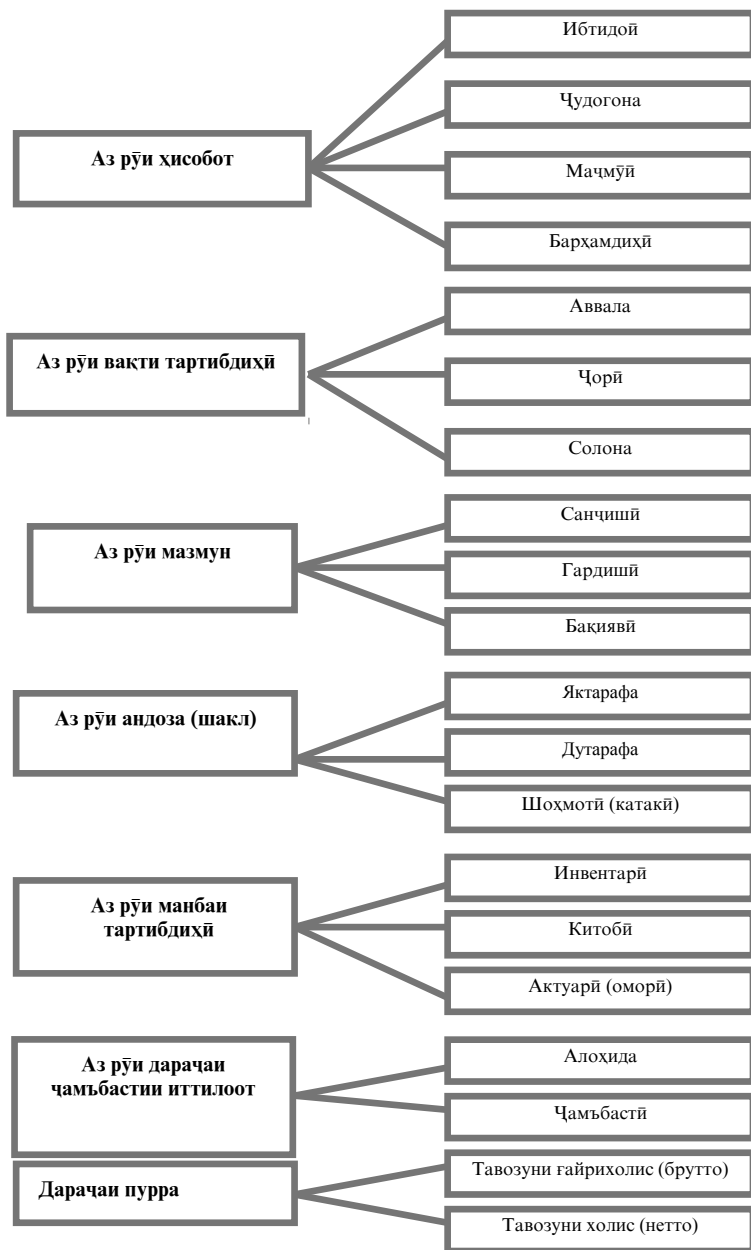 Аз рӯи ҳисобот
Ибтидоӣ
Ҷудогона
Маҷмӯӣ
Барҳамдиҳӣ
Аз рӯи вақти тартибдиҳӣ
Аввала
Ҷорӣ
Солона
Аз рӯи мазмун
Санҷишӣ
Гардишӣ
Бақиявӣ
Аз рӯи андоза (шакл)
Яктарафа
Дутарафа
Шоҳмотӣ (катакӣ)
Аз рӯи манбаи
тартибдиҳӣ
Инвентарӣ
Китобӣ
Актуарӣ (оморӣ)
Аз рӯи дараҷаи
ҷамъбастии иттилоот
Алоҳида
Ҷамъбастӣ
Дараҷаи пурра
Тавозуни ғайрихолис (брутто)
Тавозуни холис (нетто)